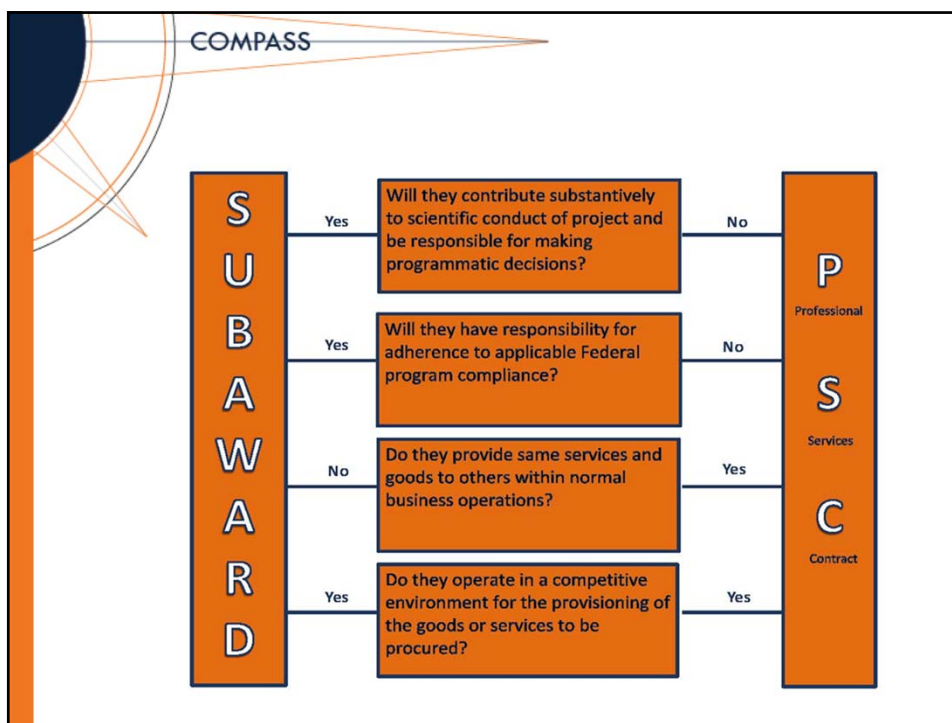 COMPASS
SUBAWARD
Yes
Will they contribute substantively
to scientific conduct of project and
be responsible for making
programmatic decisions?
No
Yes
Will they have responsibility for
adherence to applicable Federal
program compliance?
No
No
Do they provide same services and
goods to others within normal
business operations?
Yes
Yes
Do they operate in a competitive
environment for the provisioning of
the goods or services to be
procured?
Yes
P
Professional
S
Services
C
Contract